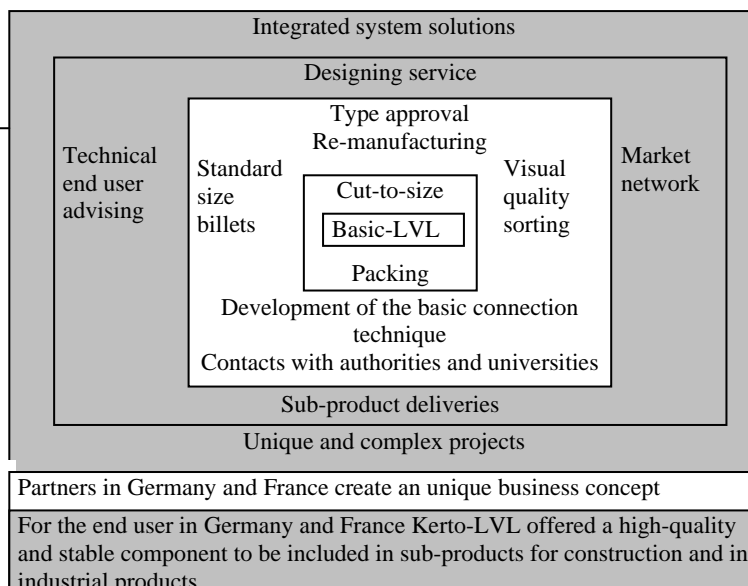 Integrated system solutions
Designing service
Type approval
Re-manufacturing
Technical
end user
advising
Standard
size
billets
Cut-to-size
Basic-LVL
Packing
Visual
quality
sorting
Market
network
Development of the basic connection
technique
Contacts with authorities and universities
Sub-product deliveries
Unique and complex projects
Partners in Germany and France create an unique business concept
For the end user in Germany and France Kerto-LVL offered a high-quality
and stable component to be included in sub-products for construction and in
industrial products